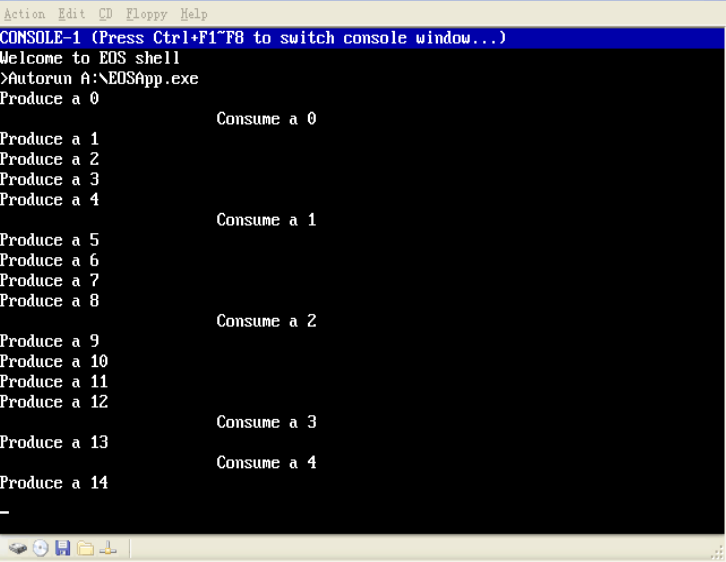 Action Edit CD Floppy Help
CONSOLE-1 (Press Ctrl+F1~F8 to switch console window...)
Welcome to EOS shell
>Autorun A:\EOSApp.exe
Produce a 0
Consume a 0
Produce a 1
Produce a 2
Produce a 3
Produce a 4
Consume a 1
Produce a 5
Produce a 6
Produce a 7
Produce a 8
Consume a 2
Produce a 9
Produce a 10
Produce a 11
Produce a 12
Consume a 3
Produce a 13
Consume a 4
Produce a 14
_